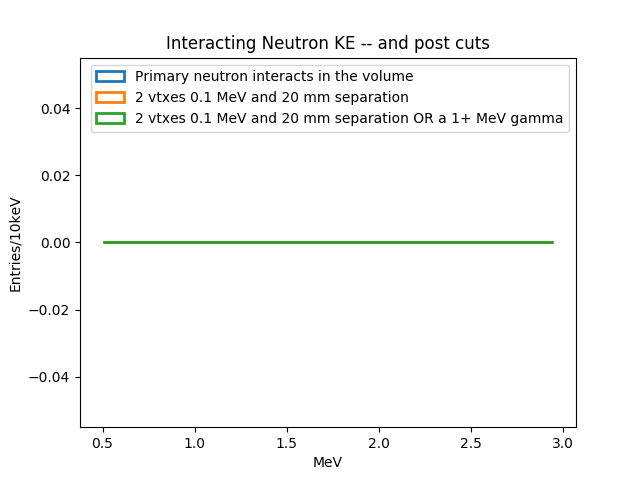 Interacting Neutron KE -- and post cuts
Primary neutron interacts in the volume
2 vtxes 0.1 MeV and 20 mm separation
2 vtxes 0.1 MeV and 20 mm separation OR a 1+ MeV gamma
Entries/10keV
0.04
0.02
0.00
−0.02
−0.04
0.5
1.0
1.5
2.0
2.5
3.0
MeV